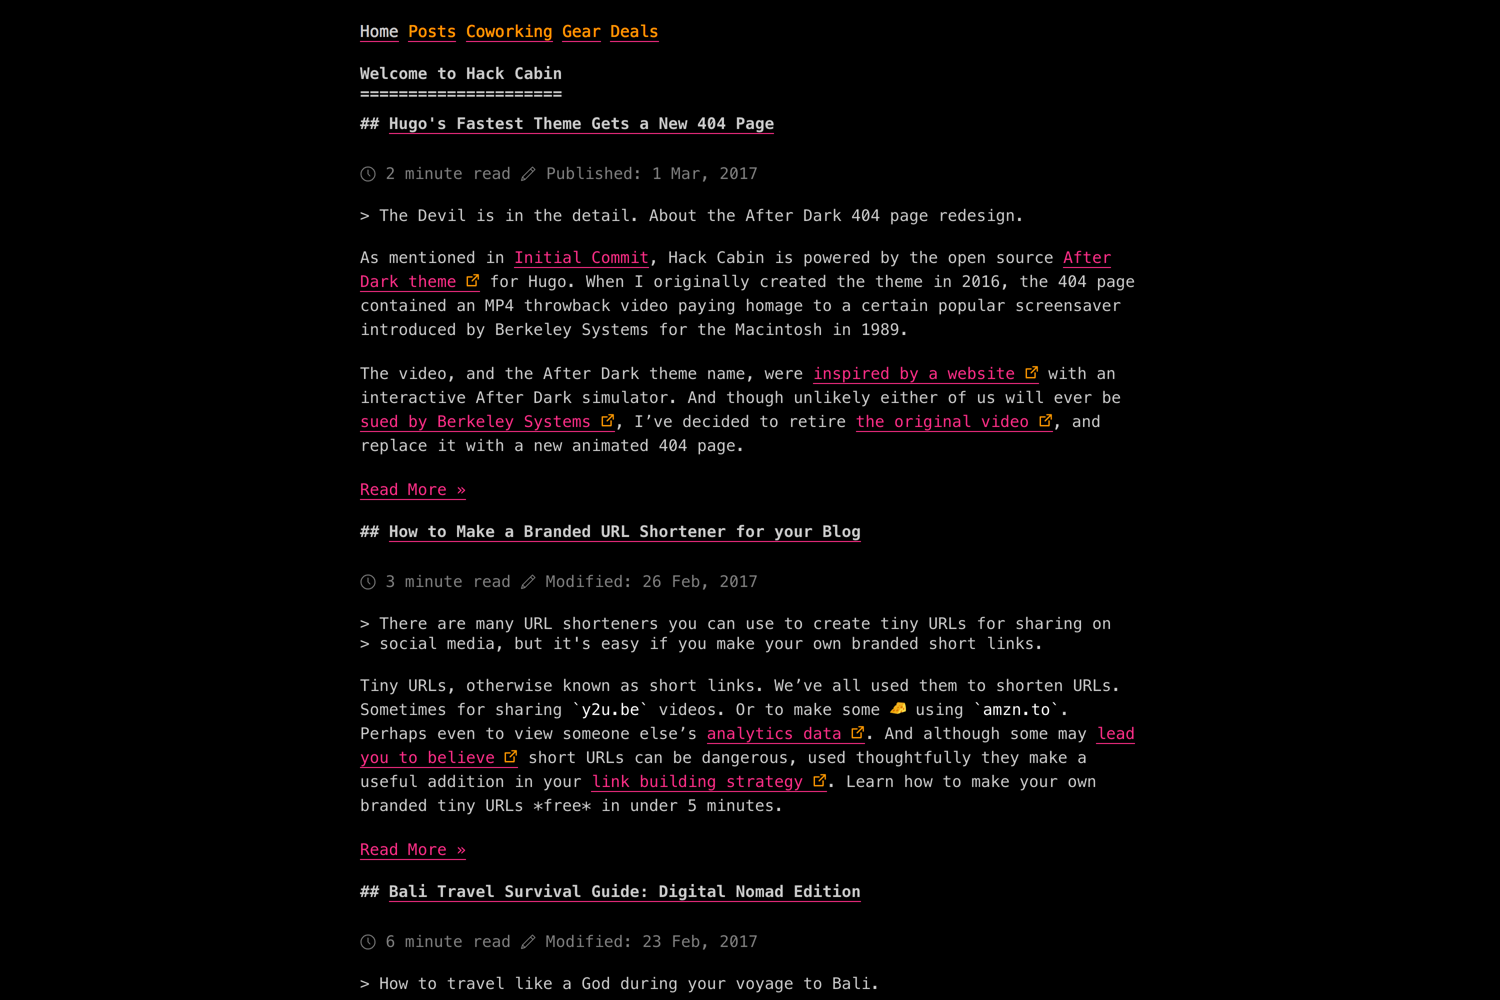 Home Posts Coworking Gear Deals
Welcome to Hack Cabin
=====================
## Hugo's Fastest Theme Gets a New 404 Page
2 minute read Published: 1 Mar, 2017
> The Devil is in the detail. About the After Dark 404 page redesign.
As mentioned in Initial Commit, Hack Cabin is powered by the open source After
Dark theme for Hugo. When I originally created the theme in 2016, the 404 page
contained an MP4 throwback video paying homage to a certain popular screensaver
introduced by Berkeley Systems for the Macintosh in 1989.
The video, and the After Dark theme name, were inspired by a website with an
interactive After Dark simulator. And though unlikely either of us will ever be
sued by Berkeley Systems, I’ve decided to retire the original video, and
replace it with a new animated 404 page.
Read More »
## How to Make a Branded URL Shortener for your Blog
3 minute read Modified: 26 Feb, 2017
> There are many URL shorteners you can use to create tiny URLs for sharing on
> social media, but it's easy if you make your own branded short links.
Tiny URLs, otherwise known as short links. We’ve all used them to shorten URLs.
Sometimes for sharing `y2u.be` videos. Or to make some 🧀 using `amzn.to`.
Perhaps even to view someone else’s analytics data. And although some may lead
you to believe short URLs can be dangerous, used thoughtfully they make a
useful addition in your link building strategy. Learn how to make your own
branded tiny URLs *free* in under 5 minutes.
Read More »
## Bali Travel Survival Guide: Digital Nomad Edition
6 minute read Modified: 23 Feb, 2017
> How to travel like a God during your voyage to Bali.